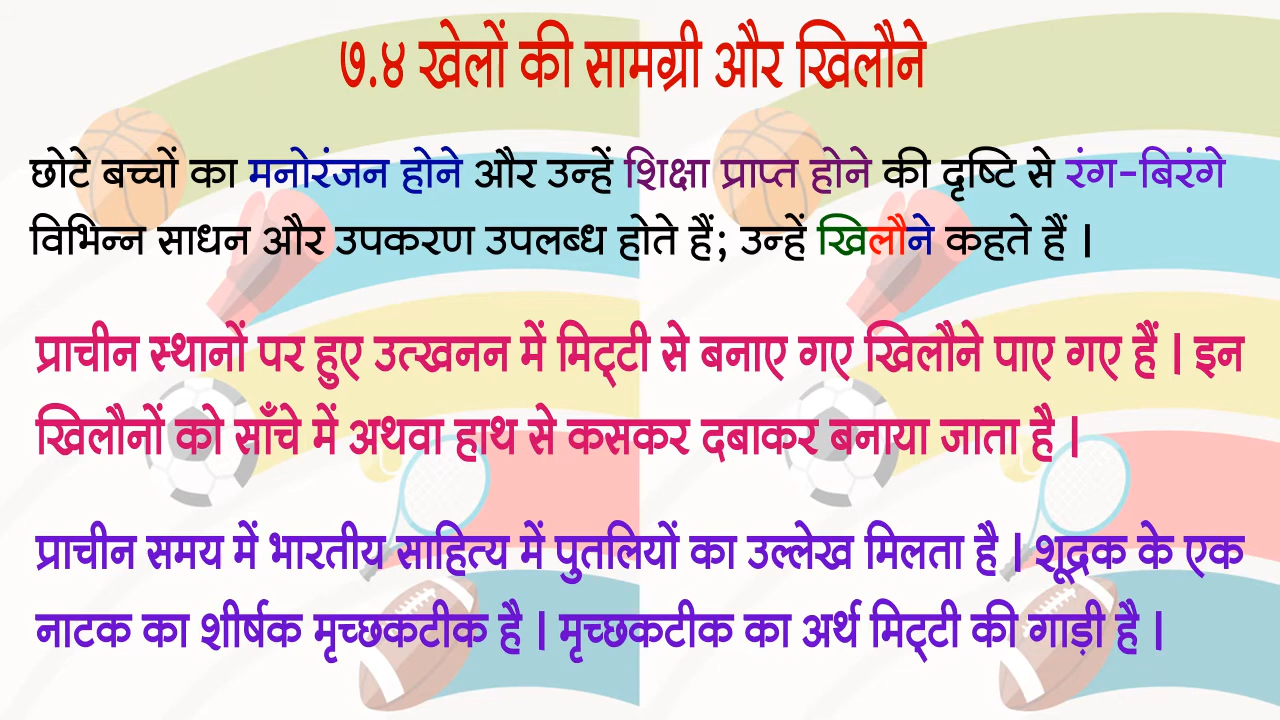 ७.४ खेलों की सामग्री और खिलौने
छोटे बच्चों का मनोरंजन होने और उन्हें शिक्षा प्राप्त होने की दृष्टि से रंग-बिरंगे
विभिन्न साधन और उपकरण उपलब्ध होते हैं; उन्हें खिलौने कहते हैं ।
प्राचीन स्थानों पर हुए उत्खनन में मिट्टी से बनाए गए खिलौने पाए गए हैं । इन
खिलौनों को साँचे में अथवा हाथ से कसकर दबाकर बनाया जाता है ।
प्राचीन समय में भारतीय साहित्य में पुतलियों का उल्लेख मिलता है । शूद्रक के एक
नाटक का शीर्षक मृच्छकटीक है । मृच्छकटीक का अर्थ मिट्टी की गाड़ी है ।